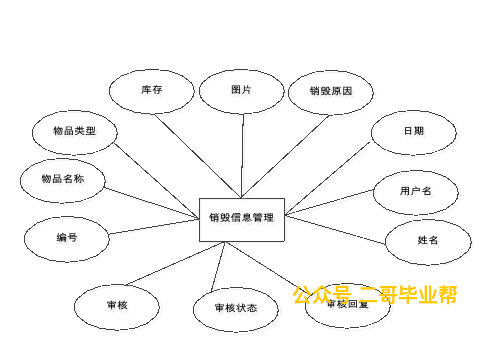 库存
图片
销毁原因
物品类型
日期
物品名称
用户名
销毁信息管理
编号
姓名
审核
审核状态
审核回复
公众号 二哥毕业帮